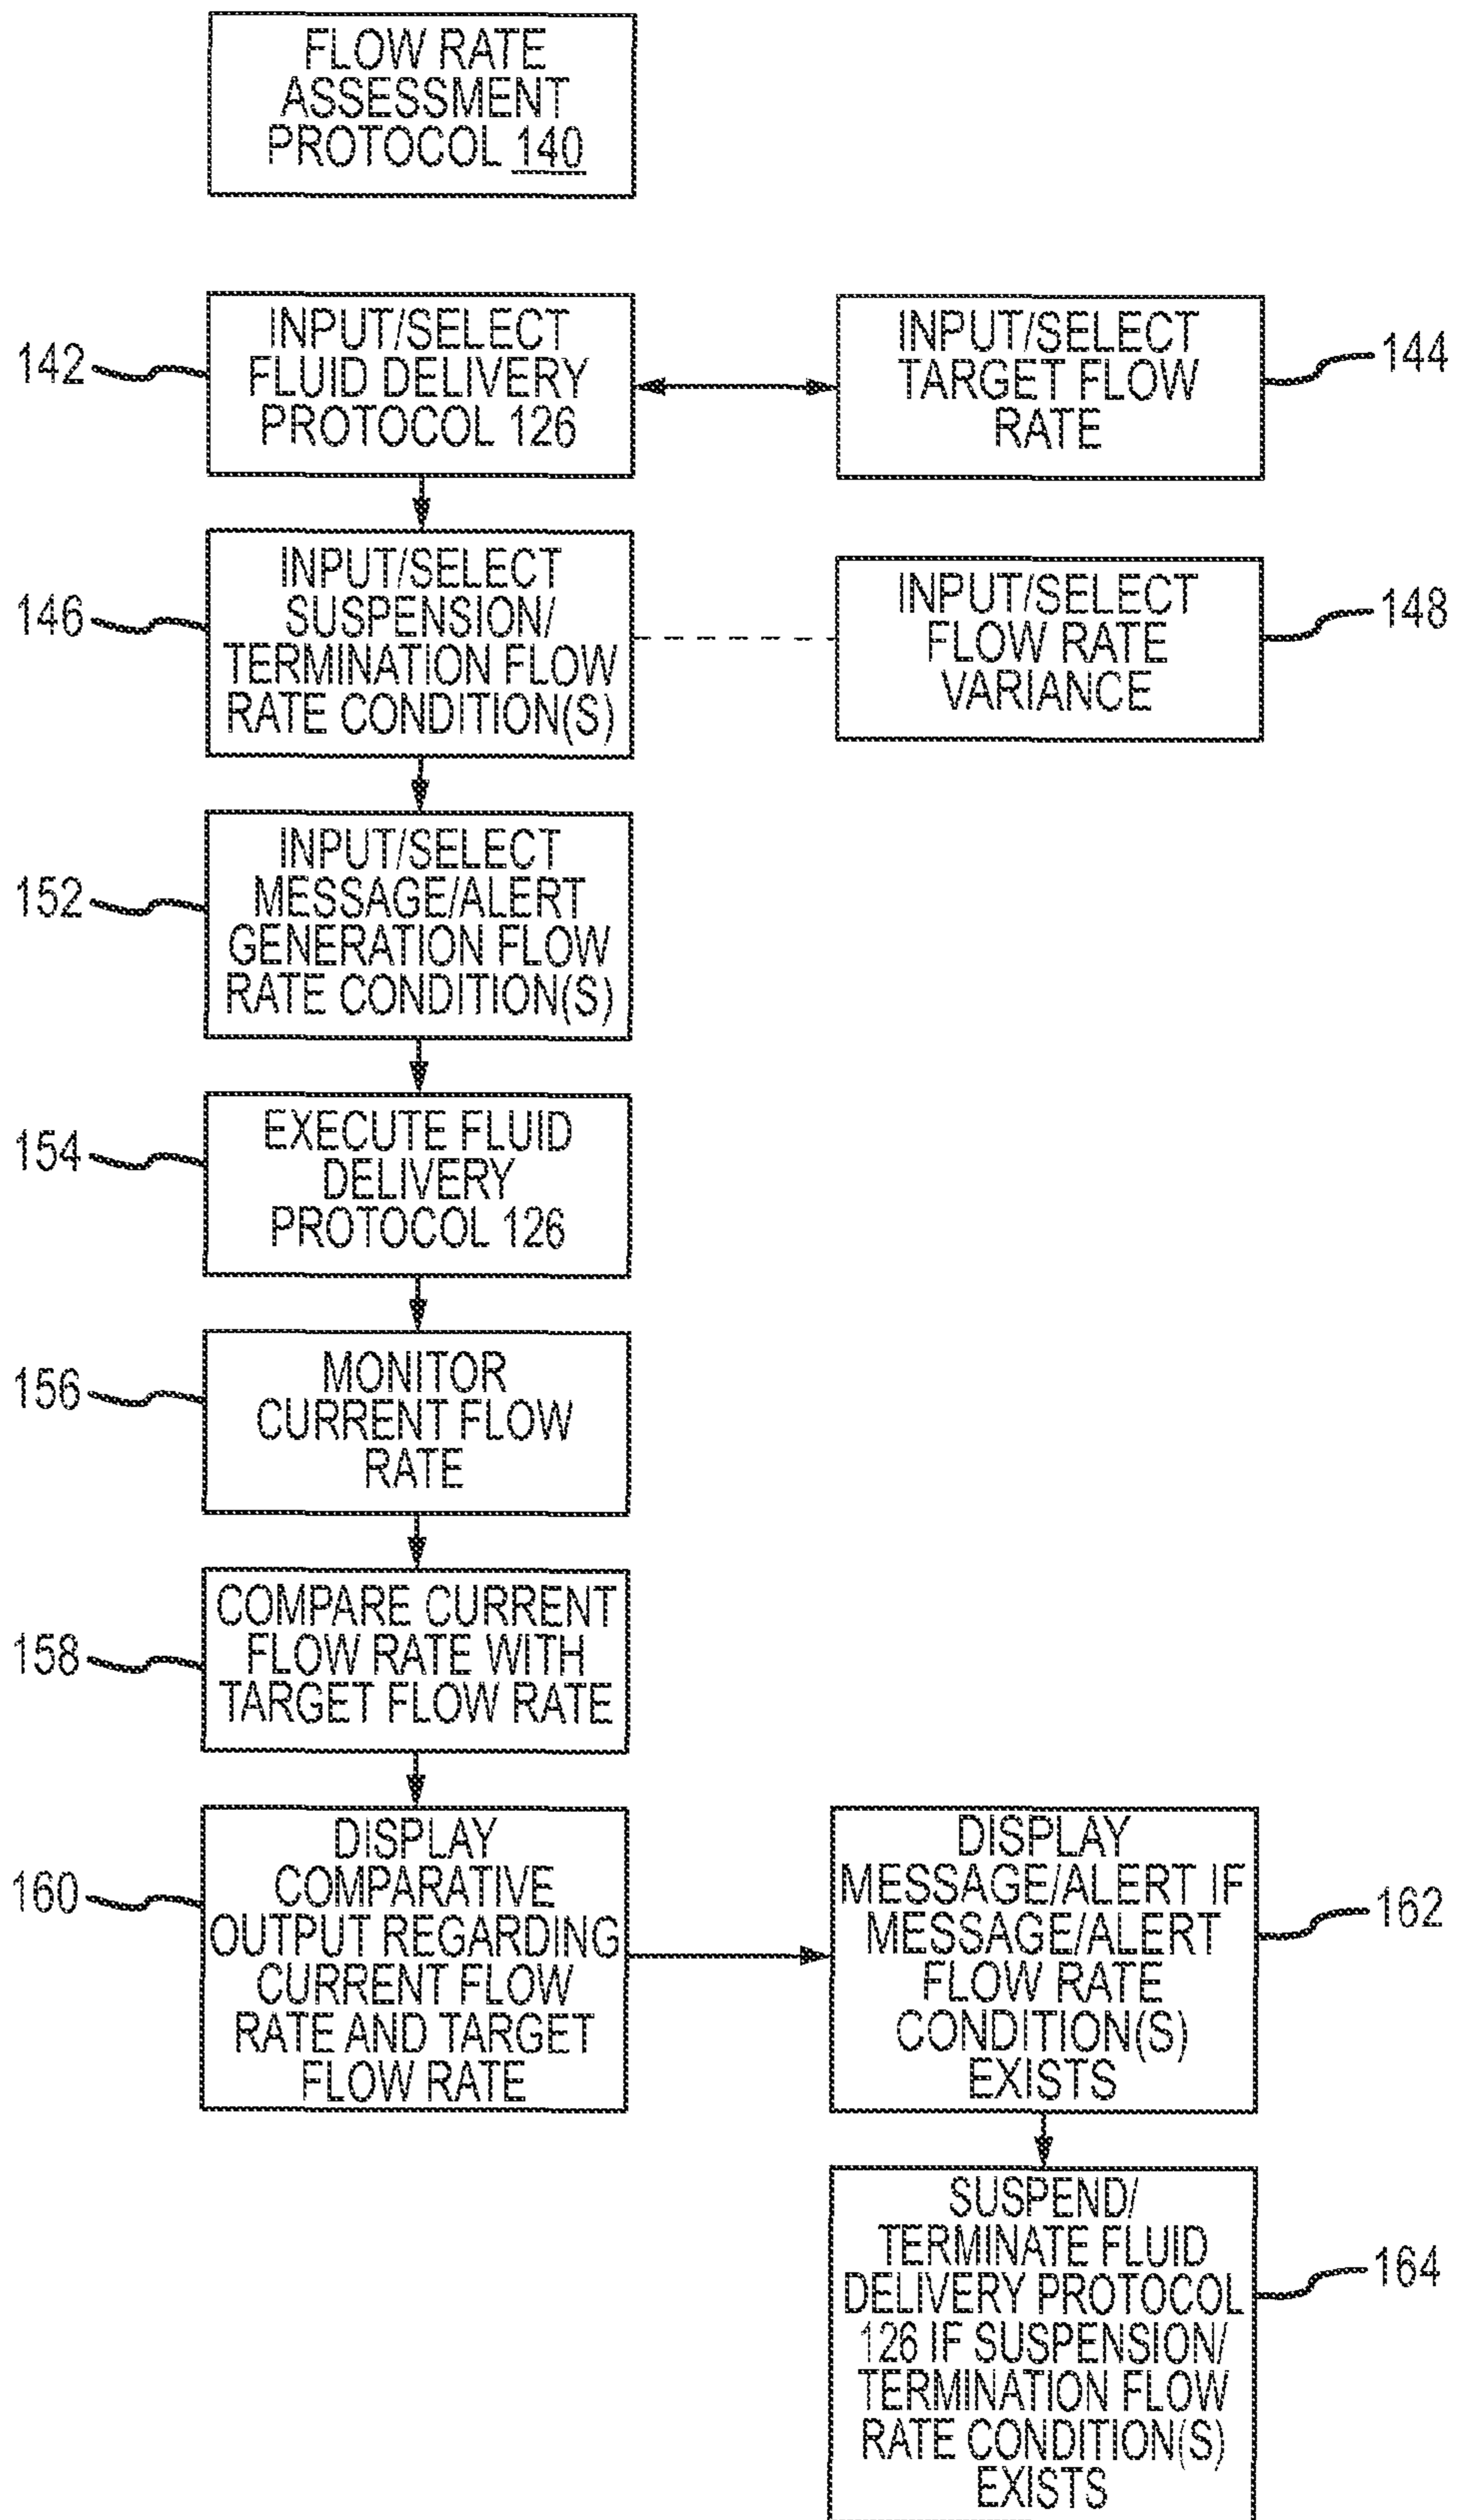 FLOW RATE
ASSESSMENT
PROTOCOL 140
142
INPUT/SELECT
FLUID DELIVERY
PROTOCOL 126
INPUT/SELECT
TARGET FLOW
RATE
144
146
INPUT/SELECT
SUSPENSION/
TERMINATION FLOW
RATE CONDITION(S)
INPUT/SELECT
FLOW RATE
VARIANCE
148
152
INPUT/SELECT
MESSAGE/ALERT
GENERATION FLOW
RATE CONDITION(S)
154
EXECUTE FLUID
DELIVERY
PROTOCOL 126
156
MONITOR
CURRENT FLOW
RATE
158
COMPARE CURRENT
FLOW RATE WITH
TARGET FLOW RATE
160
DISPLAY
COMPARATIVE
OUTPUT REGARDING
CURRENT FLOW
RATE AND TARGET
FLOW RATE
DISPLAY
MESSAGE/ALERT IF
MESSAGE/ALERT
FLOW RATE
CONDITION(S)
EXISTS
162
SUSPEND/
TERMINATE FLUID
DELIVERY PROTOCOL
126 IF SUSPENSION/
TERMINATION FLOW
RATE CONDITION(S)
EXISTS
164